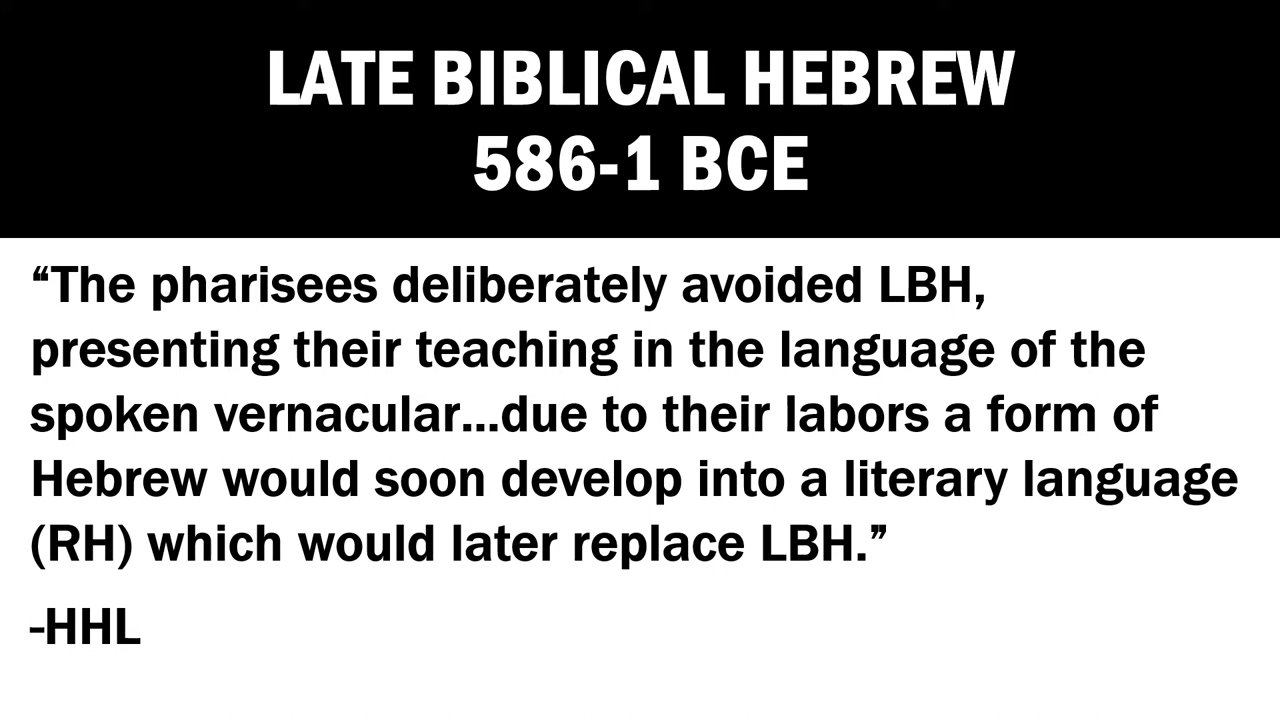 LATE BIBLICAL HEBREW
586-1 BCE
“The pharisees deliberately avoided LBH,
presenting their teaching in the language of the
spoken vernacular...due to their labors a form of
Hebrew would soon develop into a literary language
(RH) which would later replace LBH.”
-HHL